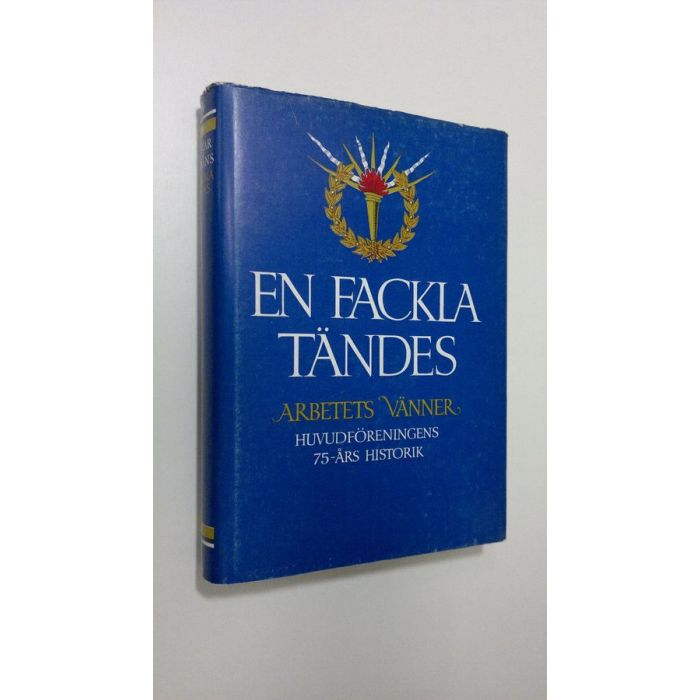 EN FACKLA
TÄNDES
ARBETETS VÄNNER
HUVUDFÖRENINGENS
75-ÅRS HISTORIK